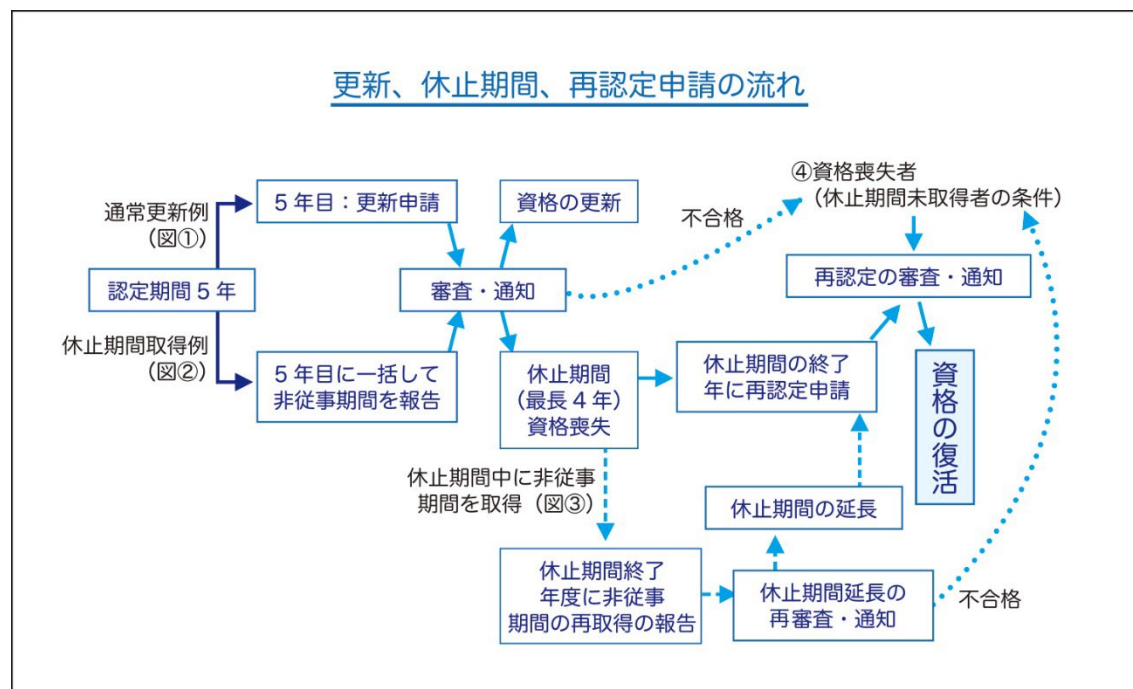 更新、休止期間、再認定申請の流れ
通常更新例
（図①）
認定期間 5 年
休止期間取得例
（図②）
5 年目：更新申請
5 年目に一括して
非従事期間を報告
審査・通知
資格の更新
休止期間
（最長 4 年）
資格喪失
不合格
④資格喪失者
（休止期間未取得者の条件）
再認定の審査・通知
休止期間の終了
年に再認定申請
資格の復活
休止期間中に非従事
期間を取得（図③）
休止期間の延長
休止期間終了
年度に非従事
期間の再取得の報告
休止期間延長の
再審査・通知
不合格